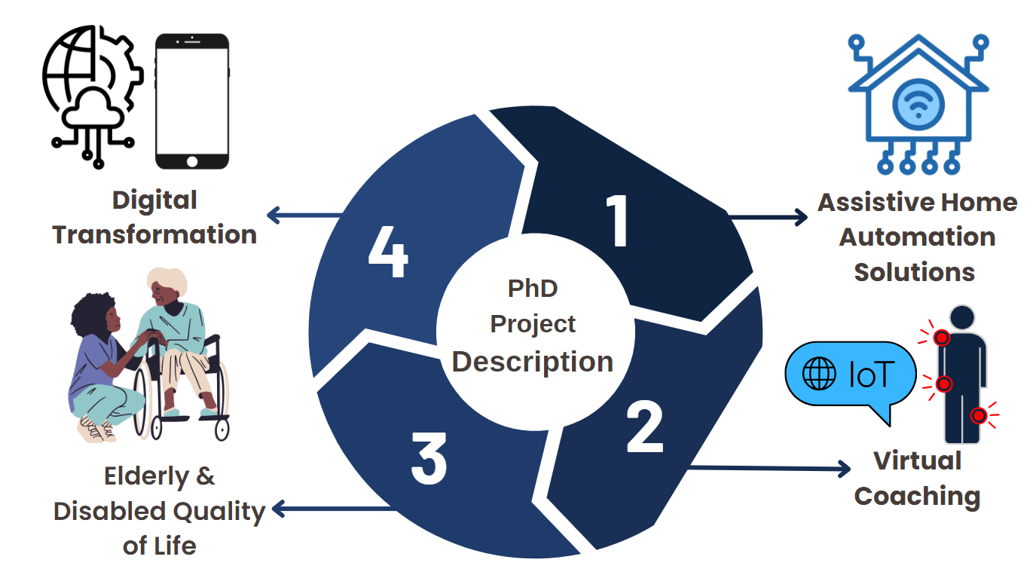 Digital
Transformation
Assistive Home
Automation
Solutions
1
4
PhD
Project
Description
IoT
2
3
Virtual
Coaching
Elderly &
Disabled Quality
of Life